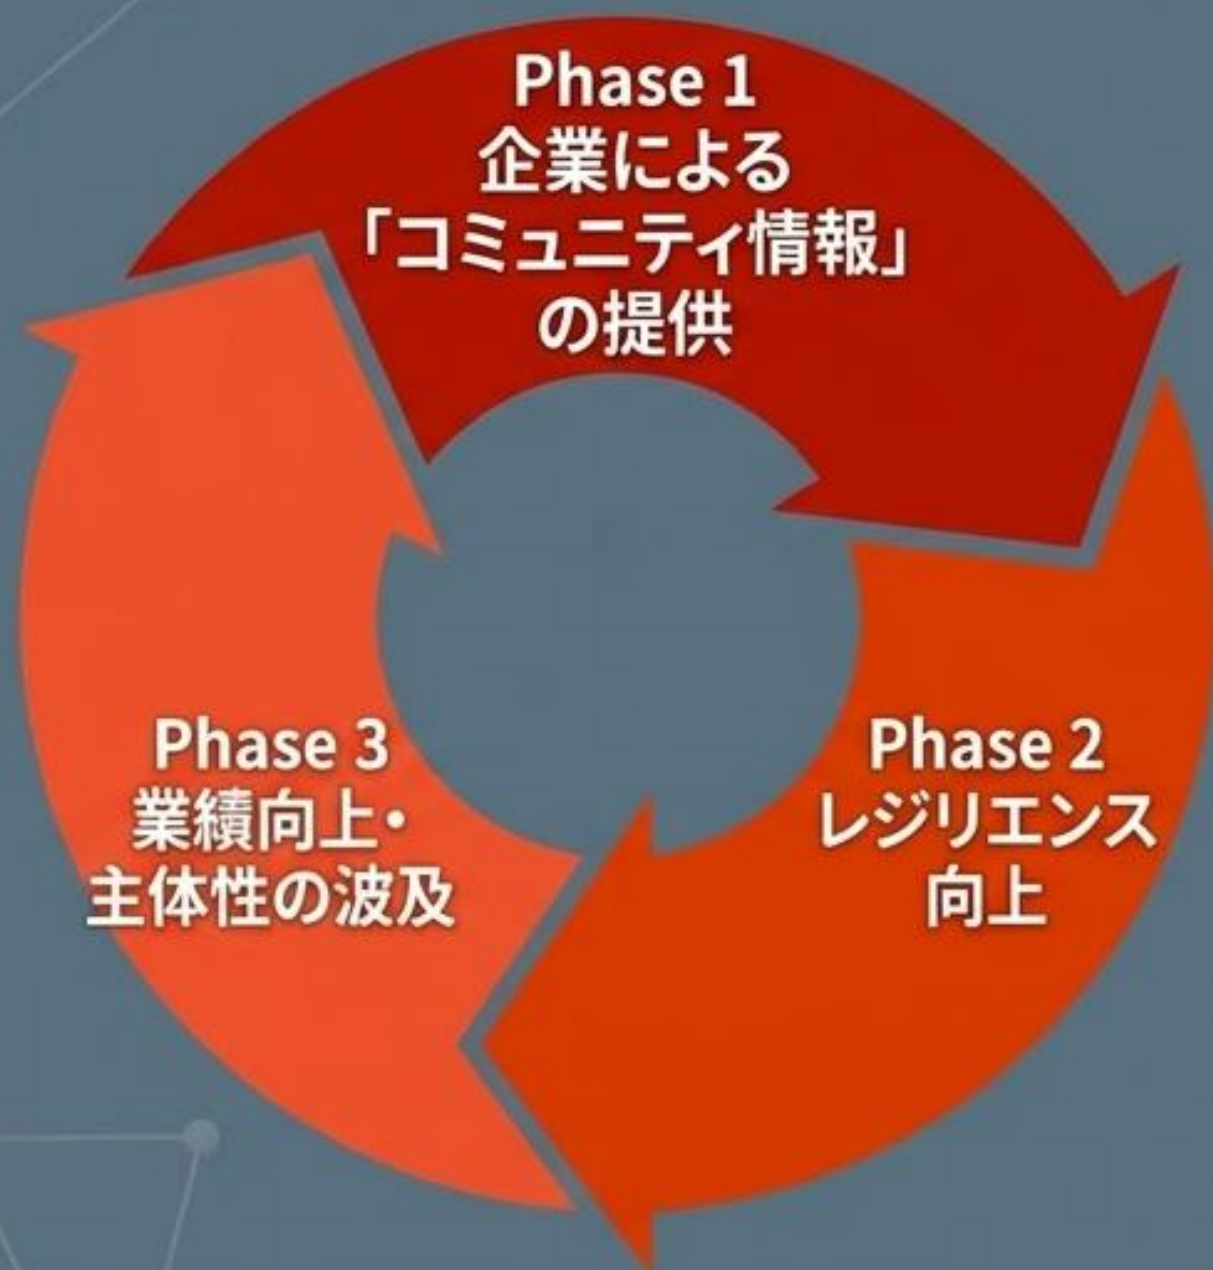 Phase 1
企業による
「コミュニティ情報」
の提供
Phase 2
レジリエンス
向上
Phase 3
業績向上・
主体性の波及